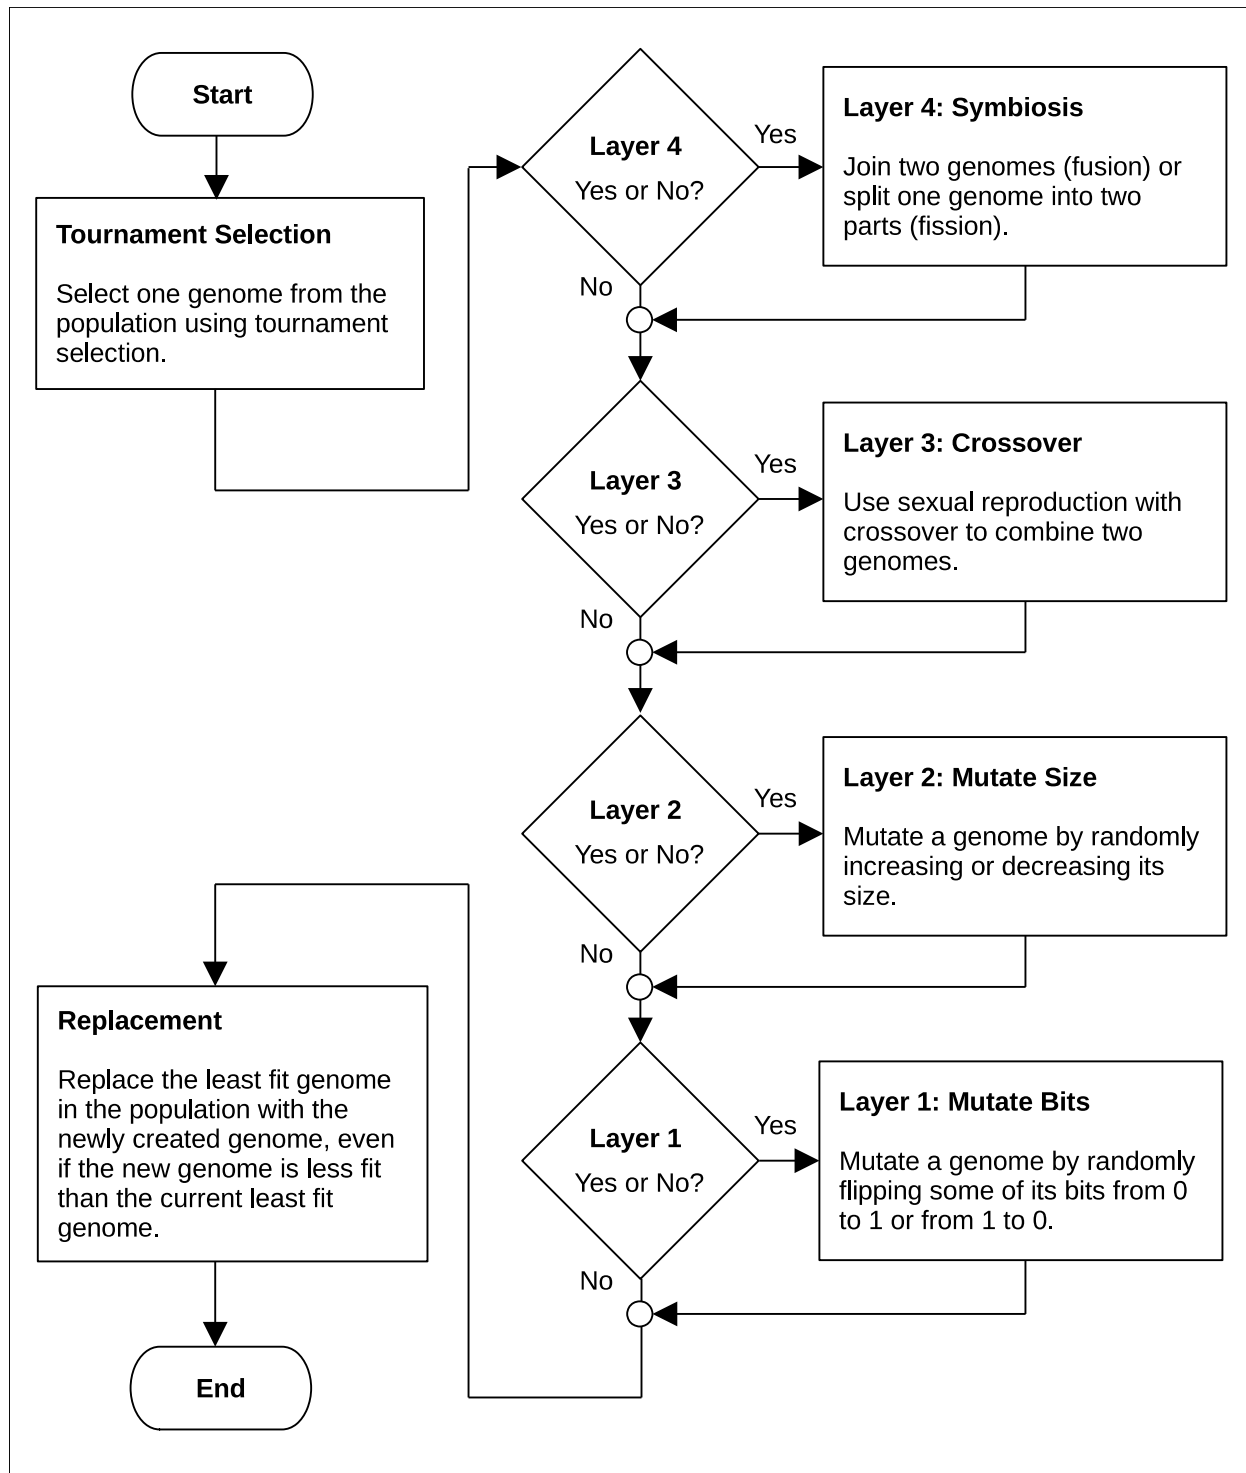 Start
Tournament Selection
Select one genome from the
population using tournament
selection.
Layer 4
Yes or No?
Yes
No
Layer 4: Symbiosis
Join two genomes (fusion) or
split one genome into two
parts (fission).
Layer 3
Yes or No?
Yes
No
Layer 3: Crossover
Use sexual reproduction with
crossover to combine two
genomes.
Layer 2
Yes or No?
Yes
No
Layer 2: Mutate Size
Mutate a genome by randomly
increasing or decreasing its
size.
Layer 1
Yes or No?
Yes
No
Layer 1: Mutate Bits
Mutate a genome by randomly
flipping some of its bits from 0
to 1 or from 1 to 0.
Replacement
Replace the least fit genome
in the population with the
newly created genome, even
if the new genome is less fit
than the current least fit
genome.
End